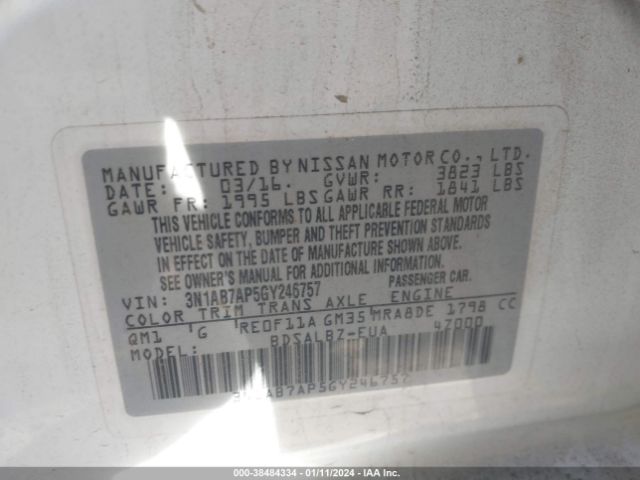 MANUFACTURED BY NISSAN MOTOR CO., LTD.
DATE: 03/16. GVWR: 3823 LBS
GAWR FR: 1995 LBS GAWR RR: 1841 LBS
THIS VEHICLE CONFORMS TO ALL APPLICABLE FEDERAL MOTOR
VEHICLE SAFETY, BUMPER AND THEFT PREVENTION STANDARDS
IN EFFECT ON THE DATE OF MANUFACTURE SHOWN ABOVE.
SEE OWNER'S MANUAL FOR ADDITIONAL INFORMATION.
VIN: 3N1AB7AP5GY246757 PASSENGER CAR.
COLOR TRIM TRANS AXLE ENGINE
QM1 G RE0F11A GM35 MRA8DE 1798 CC
MODEL: BDSALBZ-EUA 47000
3N1AB7AP5GY246757
000-38484334 - 01/11/2024 - IAA Inc.